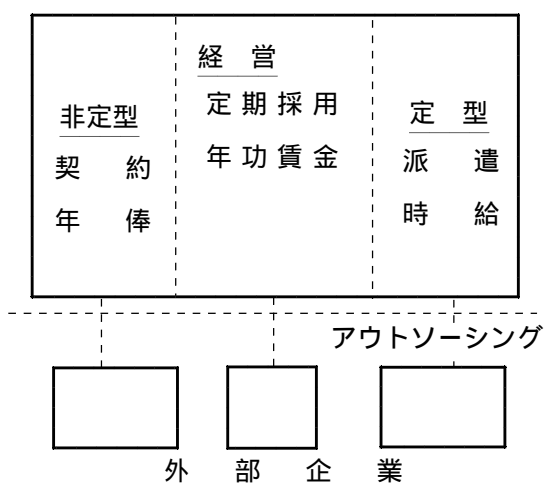 経営
定期採用
年功賃金
非定型
契約
年俸
定型
派遣
時給
アウトソーシング
外部企業